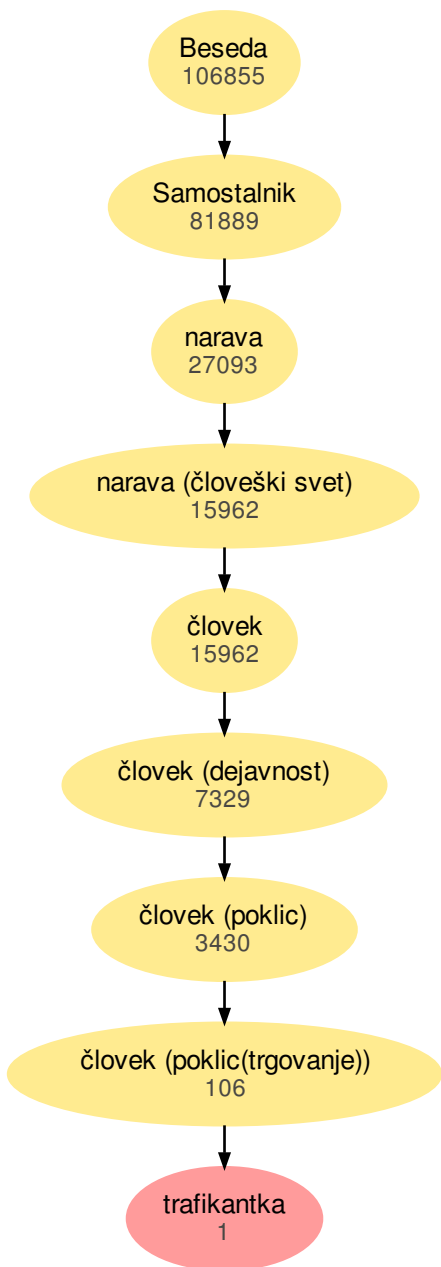 Beseda
106855
Samostalnik
81889
narava
27093
narava (človeški svet)
15962
človek
15962
človek (dejavnost)
7329
človek (poklic)
3430
človek (poklic(trgovanje))
106
trafikantka
1